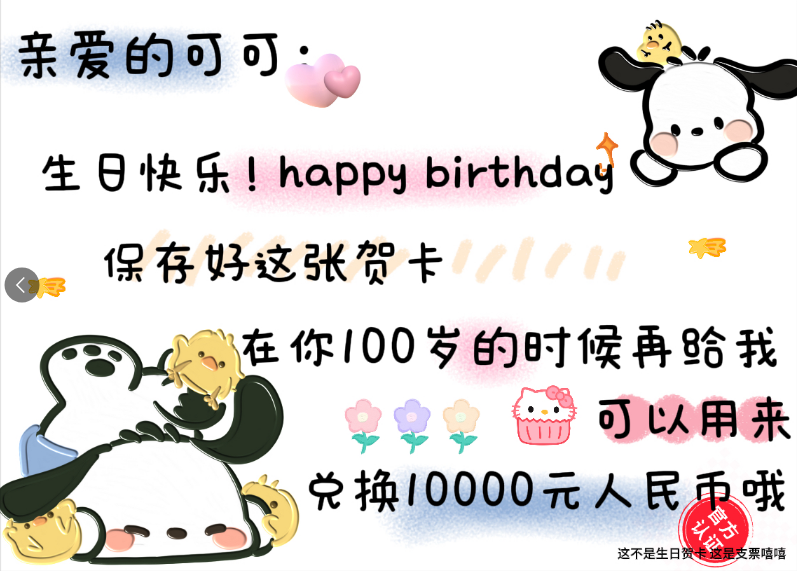 亲爱的可可:
生日快乐!happy birthday
保存好这张贺卡
在你100岁的时候再给我
可以用来
兑换10000元人民币哦
官方
认证
这不是生日贺卡 这是支票嘻嘻